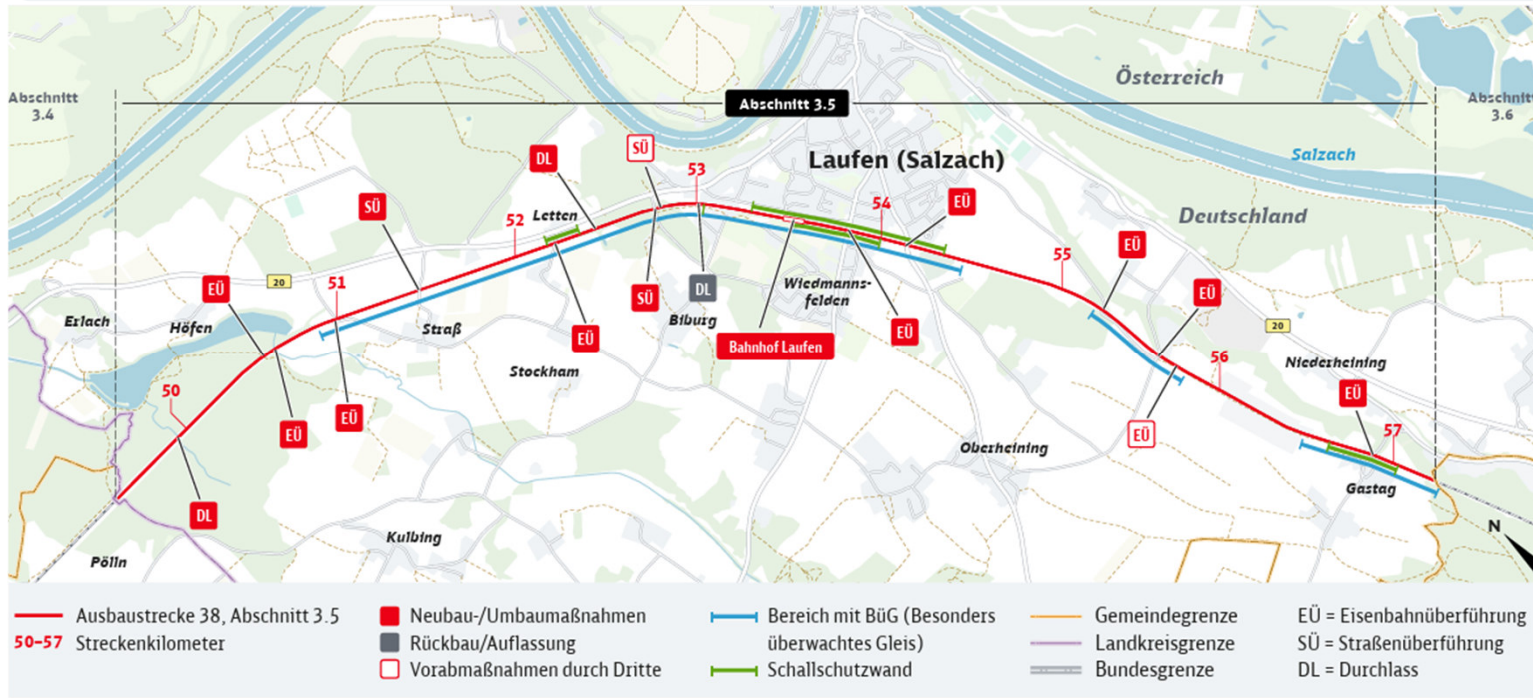 Abschnitt
3.4
Abschnitt 3.5
Österreich
Abschnitt
3.6
Laufen (Salzach)
Salzach
Deutschland
SÜ
DL
53
EÜ
SÜ
Letten
52
54
EÜ
55
20
51
EÜ
EÜ
SÜ
DL
Wiedmanns-
felden
Erlach
Höfen
Straß
Biburg
20
EÜ
EÜ
Bahnhof Laufen
Stockham
56
Niederheining
50
EÜ
EÜ
EÜ
EÜ
57
Oberheining
Gastag
DL
Kulbing
Pölln
N
Ausbaustrecke 38, Abschnitt 3.5
50–57 Streckenkilometer
Neubau-/Umbaumaßnahmen
Rückbau/Auflassung
Vorabmaßnahmen durch Dritte
Bereich mit BüG (Besonders
überwachtes Gleis)
Schallschutzwand
Gemeindegrenze
Landkreisgrenze
Bundesgrenze
EÜ = Eisenbahnüberführung
SÜ = Straßenüberführung
DL = Durchlass